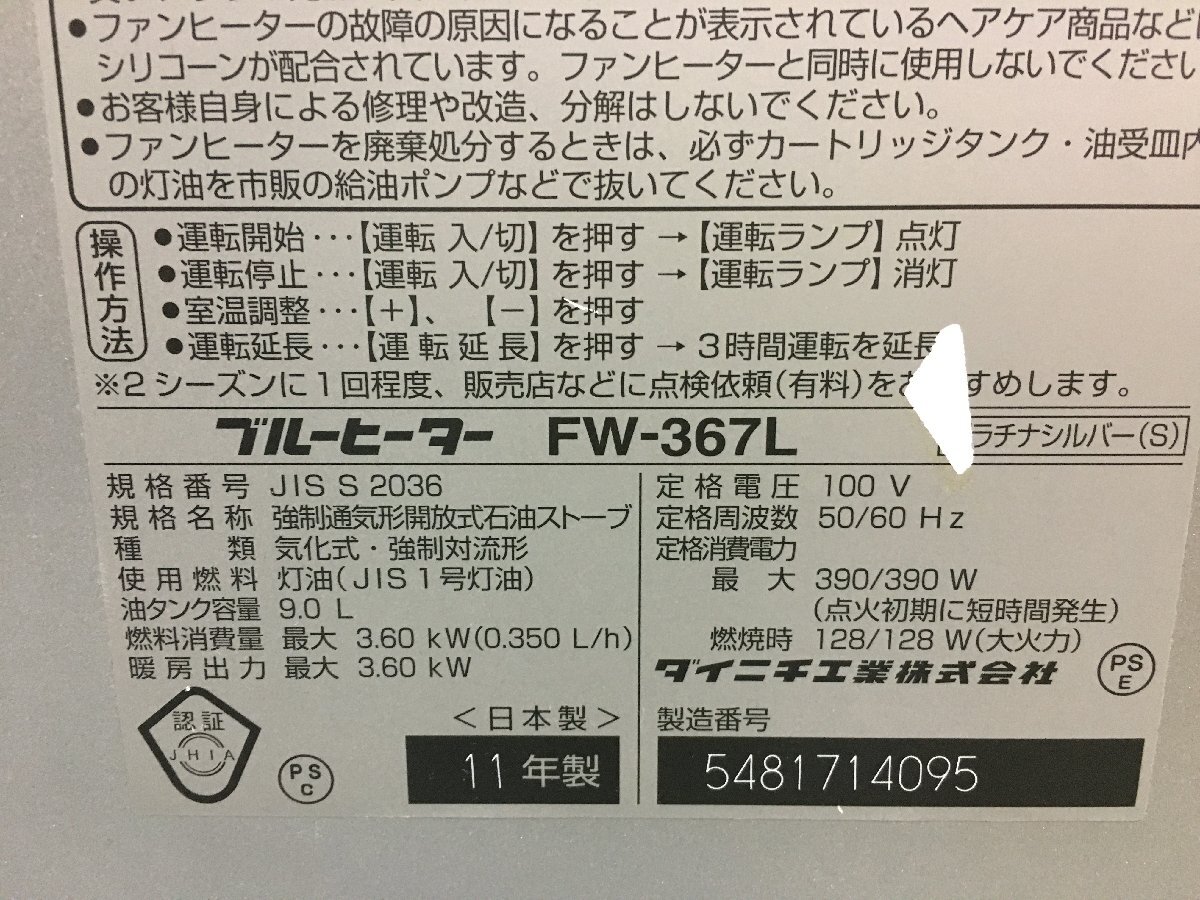 ●ファンヒーターの故障の原因になることが表示されているヘアケア商品など
シリコーンが配合されています。ファンヒーターと同時に使用しないでください
●お客様自身による修理や改造、分解はしないでください。
●ファンヒーターを廃棄処分するときは、必ずカートリッジタンク・油受皿内
の灯油を市販の給油ポンプなどで抜いてください。
操作方法
●運転開始・・・【運転 入/切】を押す → 【運転ランプ】点灯
●運転停止・・・【運転 入/切】を押す → 【運転ランプ】消灯
●室温調整・・・【+】、【−】を押す
●運転延長・・・【運転延長】を押す → 3時間運転を延長
※2シーズンに1回程度、販売店などに点検依頼(有料)をお すめします。
ブルーヒーター FW-367L
ラチナシルバー(S)
規格番号 JIS S 2036
規格名称 強制通気形開放式石油ストーブ
種類 気化式・強制対流形
使用燃料 灯油(JIS1号灯油)
油タンク容量 9.0 L
燃料消費量 最大 3.60 kW(0.350 L/h)
暖房出力 最大 3.60 kW
認証
JHIA
PSC
<日本製>
11年製
定格電圧 100 V
定格周波数 50/60 Hz
定格消費電力
最大 390/390 W
(点火初期に短時間発生)
燃焼時 128/128 W(大火力)
ダイニチ工業株式会社
PSE
製造番号
5481714095